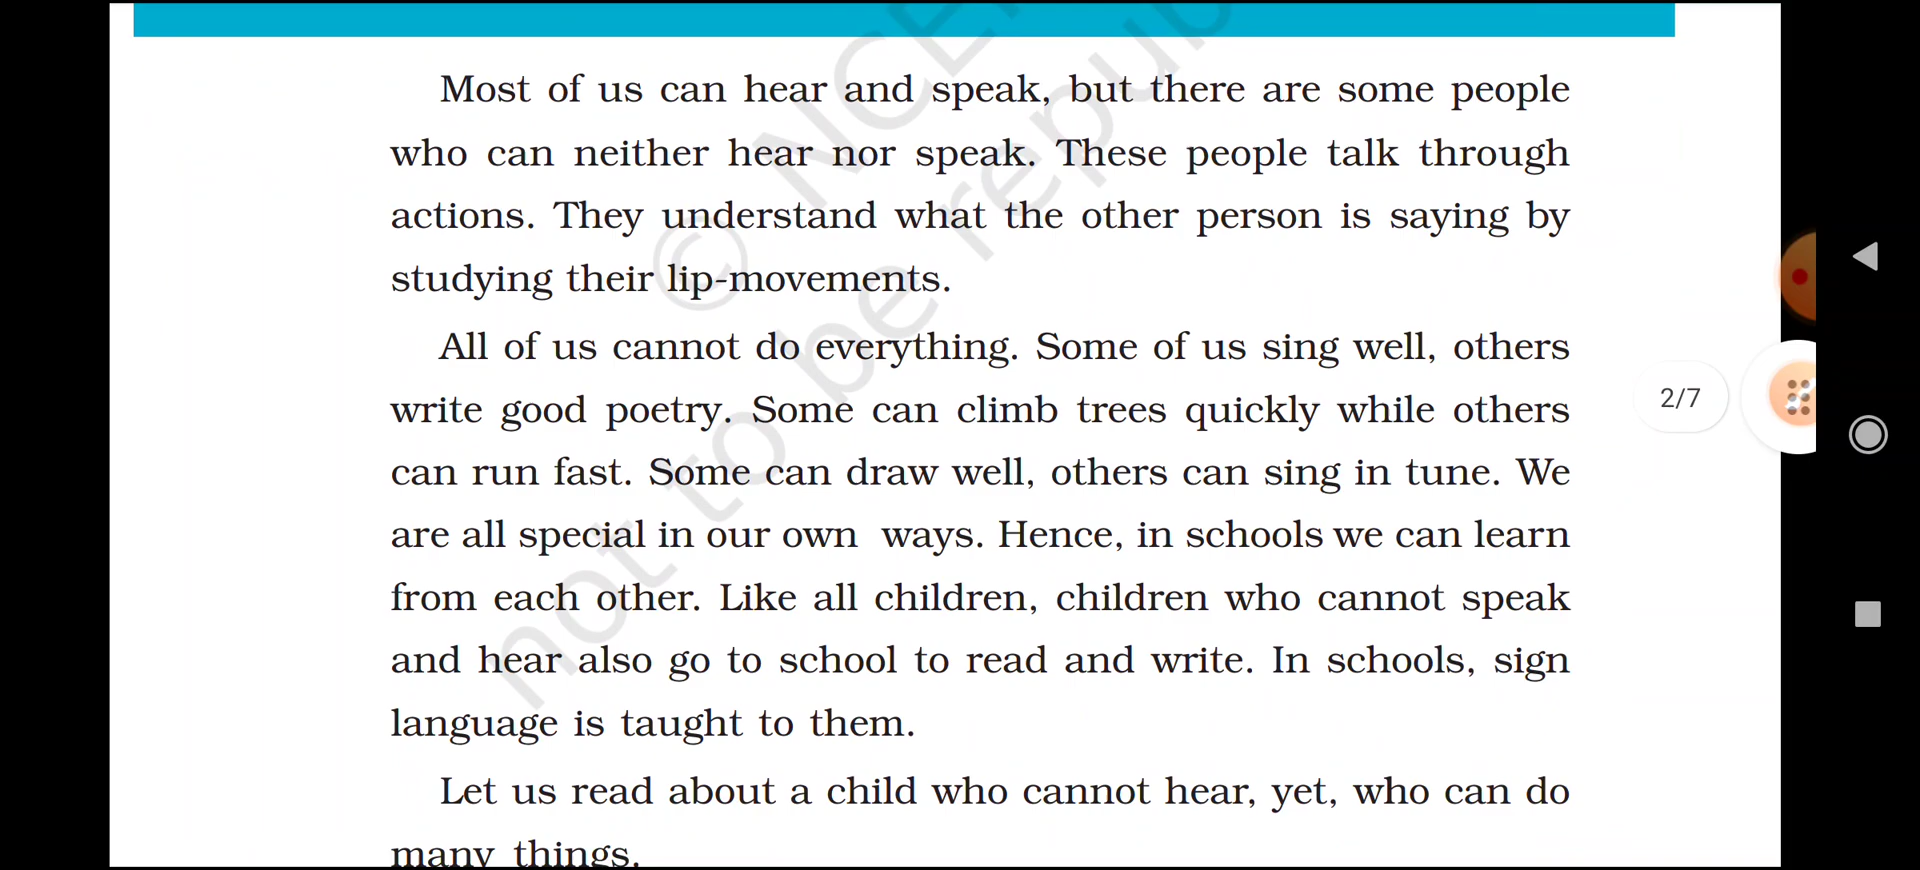 Most of us can hear and speak, but there are some people
who can neither hear nor speak. These people talk through
actions. They understand what the other person is saying by
studying their lip-movements.
All of us cannot do everything. Some of us sing well, others
write good poetry. Some can climb trees quickly while others
can run fast. Some can draw well, others can sing in tune. We
are all special in our own ways. Hence, in schools we can learn
from each other. Like all children, children who cannot speak
and hear also go to school to read and write. In schools, sign
language is taught to them.
Let us read about a child who cannot hear, yet, who can do
many things.
2/7
© NCE
not to be repub